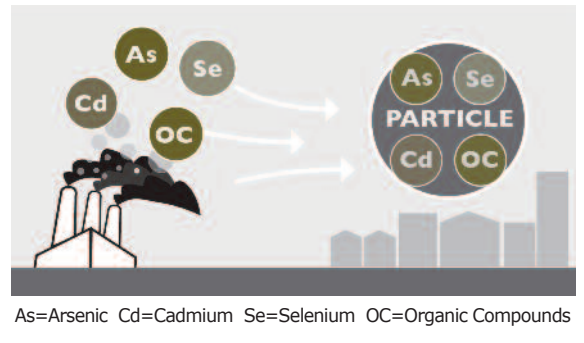 As
Se
Cd
OC
As Se
PARTICLE
Cd OC
As=Arsenic Cd=Cadmium Se=Selenium OC=Organic Compounds